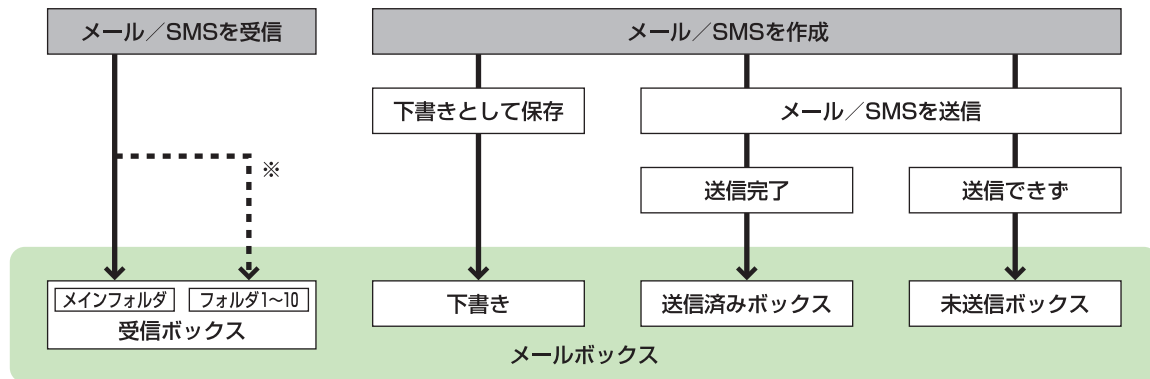 メール／SMSを受信
メール／SMSを作成
下書きとして保存
メール／SMSを送信
※
送信完了
送信できず
メインフォルダ
フォルダ1〜10
受信ボックス
下書き
送信済みボックス
未送信ボックス
メールボックス